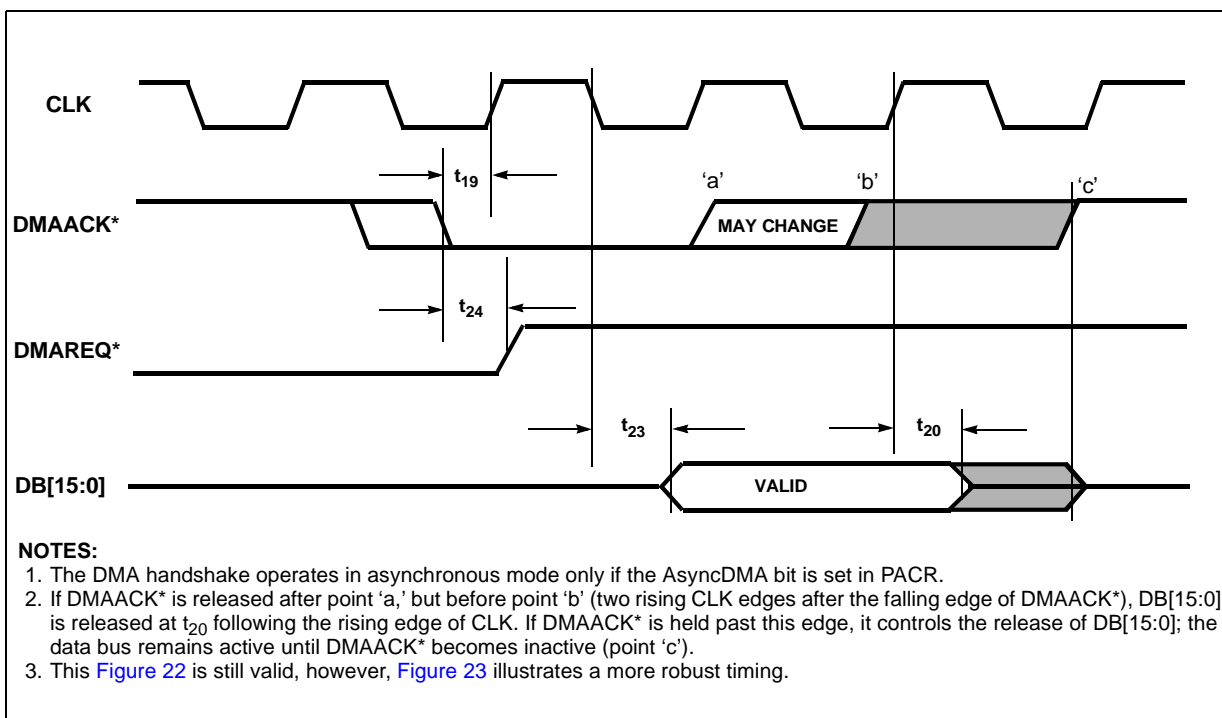 CLK
t19
‘a’
‘b’
‘c’
DMAACK*
MAY CHANGE
t24
DMAREQ*
t23
t20
DB[15:0]
VALID
NOTES:
1. The DMA handshake operates in asynchronous mode only if the AsyncDMA bit is set in PACR.
2. If DMAACK* is released after point ‘a,’ but before point ‘b’ (two rising CLK edges after the falling edge of DMAACK*), DB[15:0]
is released at t20 following the rising edge of CLK. If DMAACK* is held past this edge, it controls the release of DB[15:0]; the
data bus remains active until DMAACK* becomes inactive (point ‘c’).
3. This Figure 22 is still valid, however, Figure 23 illustrates a more robust timing.